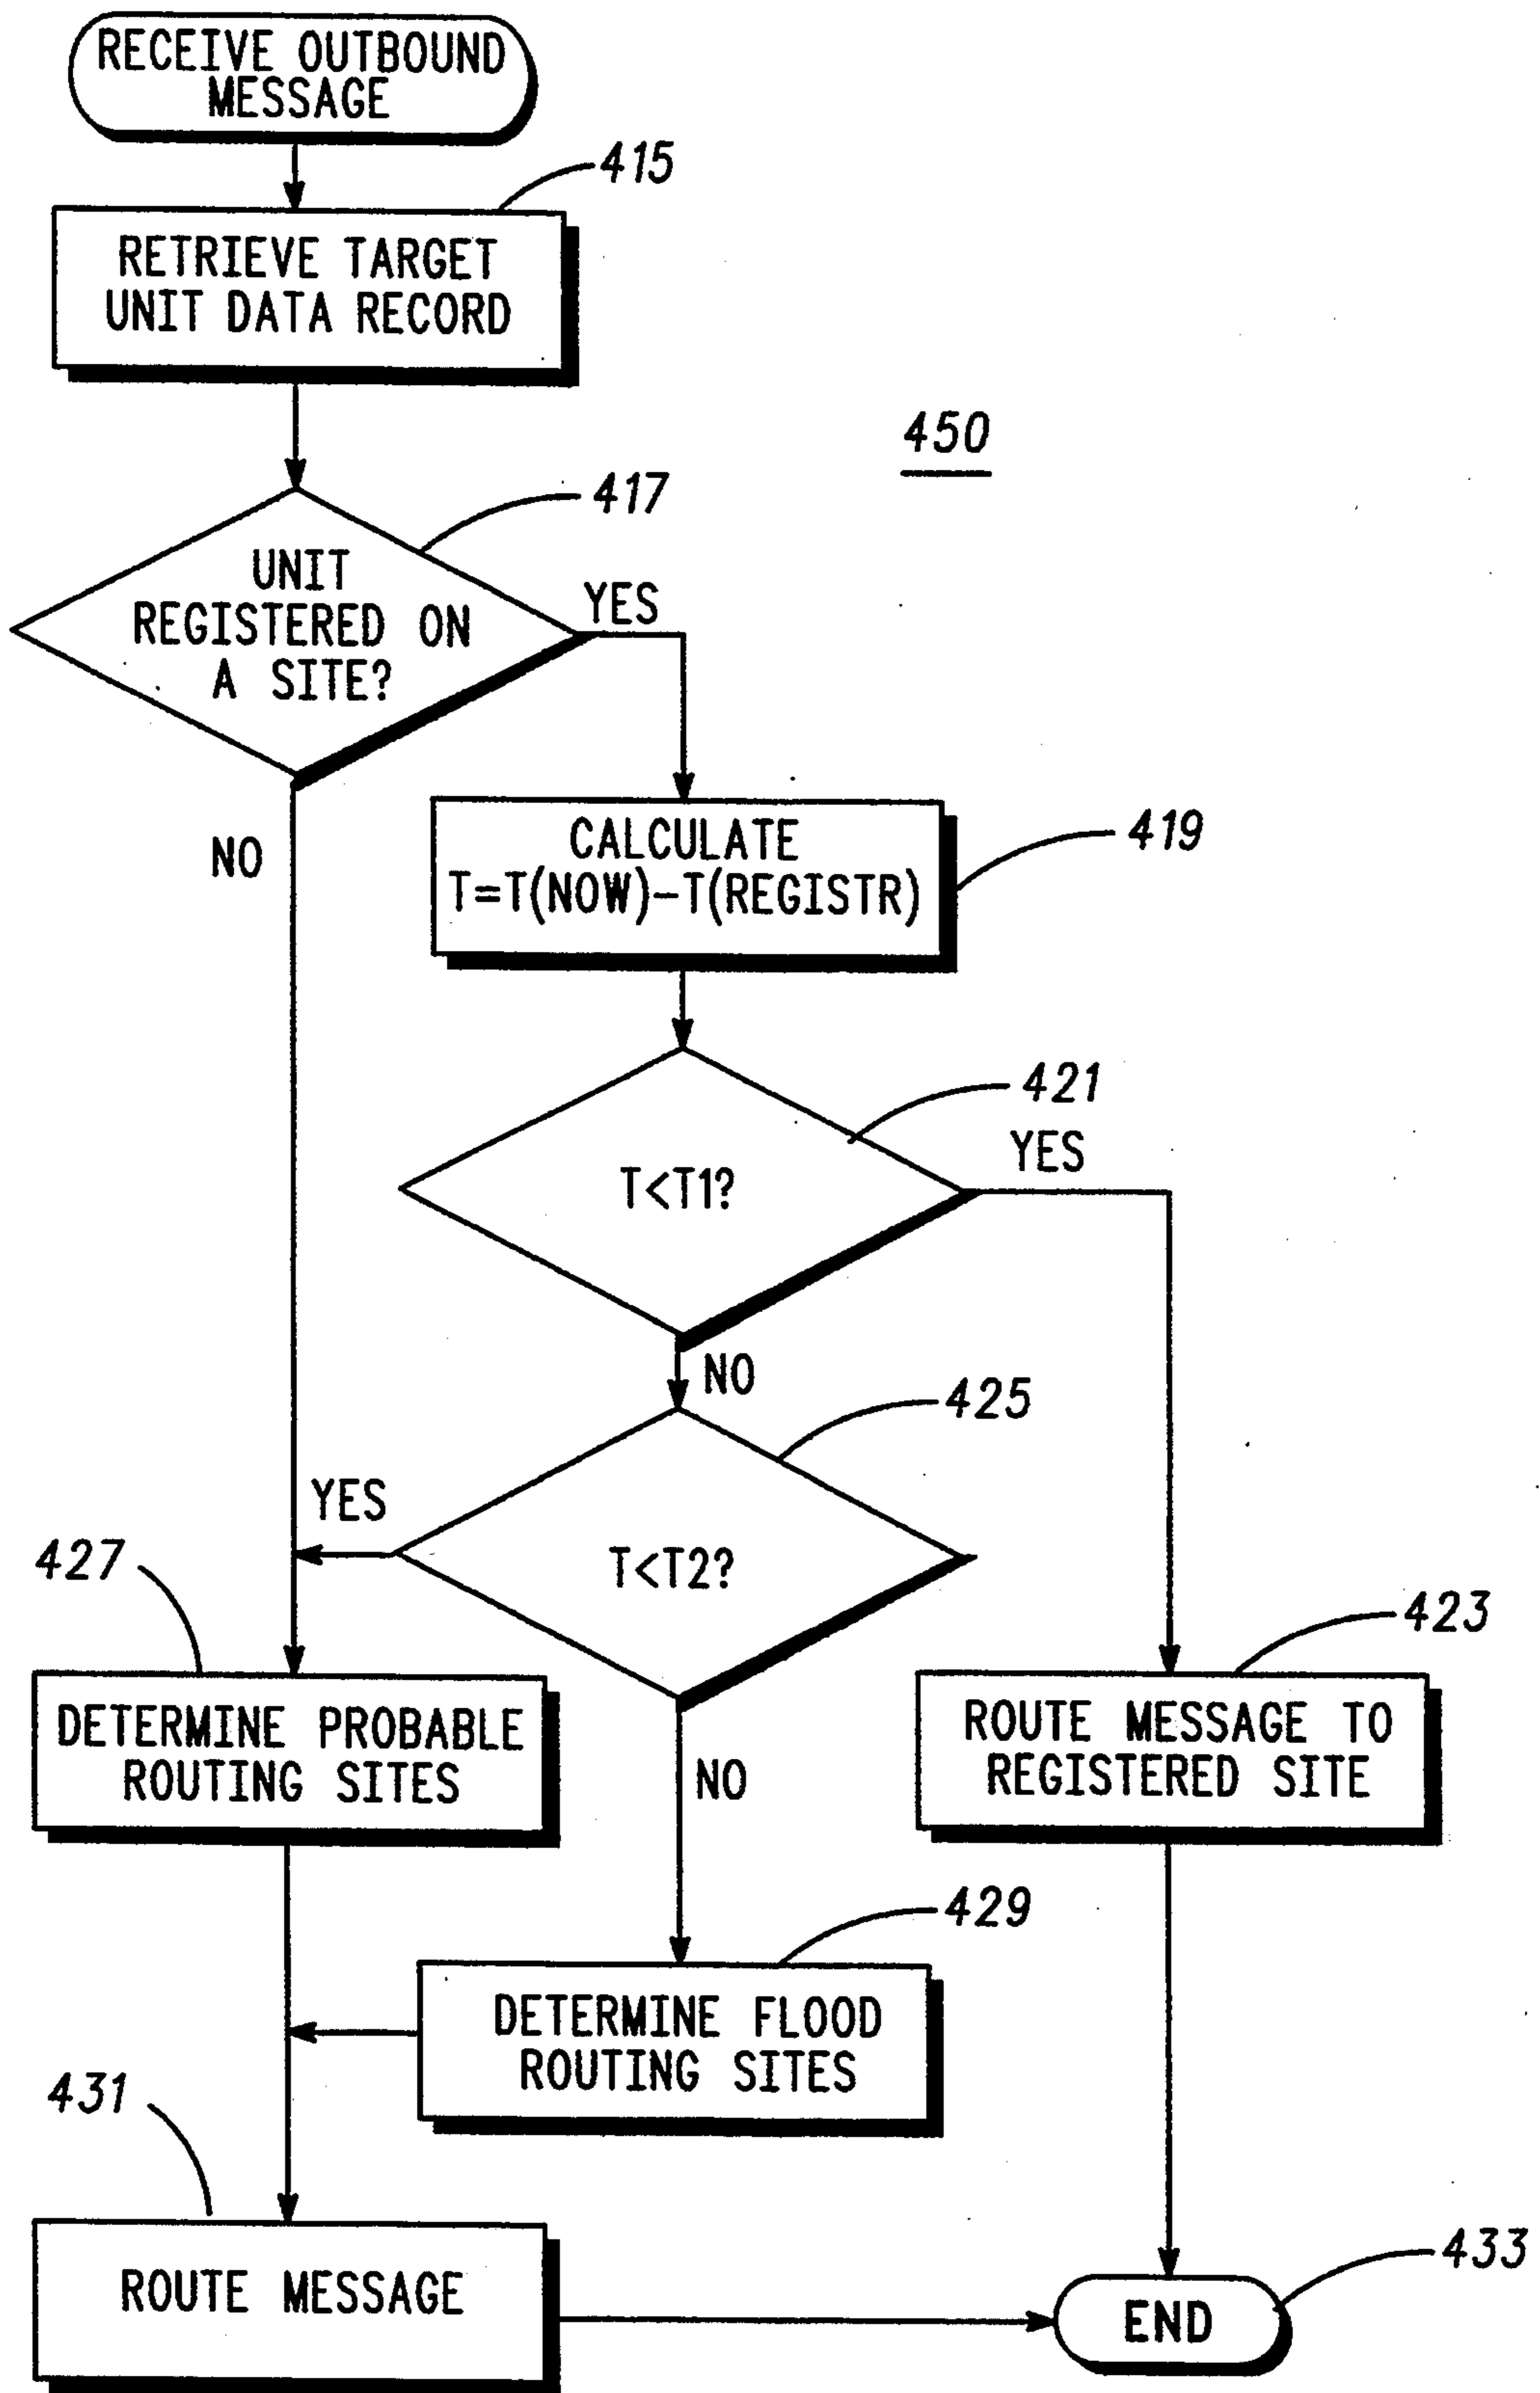 RECEIVE OUTBOUND
MESSAGE
415
RETRIEVE TARGET
UNIT DATA RECORD
450
417
UNIT
REGISTERED ON
A SITE?
YES
NO
CALCULATE
T=T(NOW)-T(REGISTR)
419
421
T<T1?
YES
NO
425
T<T2?
YES
427
DETERMINE PROBABLE
ROUTING SITES
NO
423
ROUTE MESSAGE TO
REGISTERED SITE
429
DETERMINE FLOOD
ROUTING SITES
431
ROUTE MESSAGE
433
END